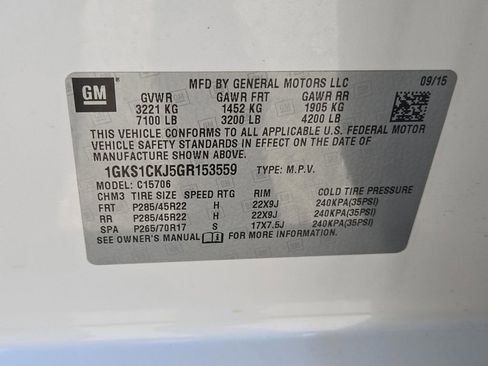 GM
MFD BY GENERAL MOTORS LLC 09/15
GVWR GAWR FRT GAWR RR
3221 KG 1452 KG 1905 KG
7100 LB 3200 LB 4200 LB
THIS VEHICLE CONFORMS TO ALL APPLICABLE U.S. FEDERAL MOTOR
VEHICLE SAFETY STANDARDS IN EFFECT ON THE DATE OF
MANUFACTURE SHOWN ABOVE.
1GKS1CKJ5GR153559 TYPE: M.P.V.
MODEL: C15706
CHM3 TIRE SIZE SPEED RTG RIM COLD TIRE PRESSURE
FRT P285/45R22 H 22X9J 240KPA(35PSI)
RR P285/45R22 H 22X9J 240KPA(35PSI)
SPA P265/70R17 S 17X7.5J 240KPA(35PSI)
SEE OWNER'S MANUAL FOR MORE INFORMATION.